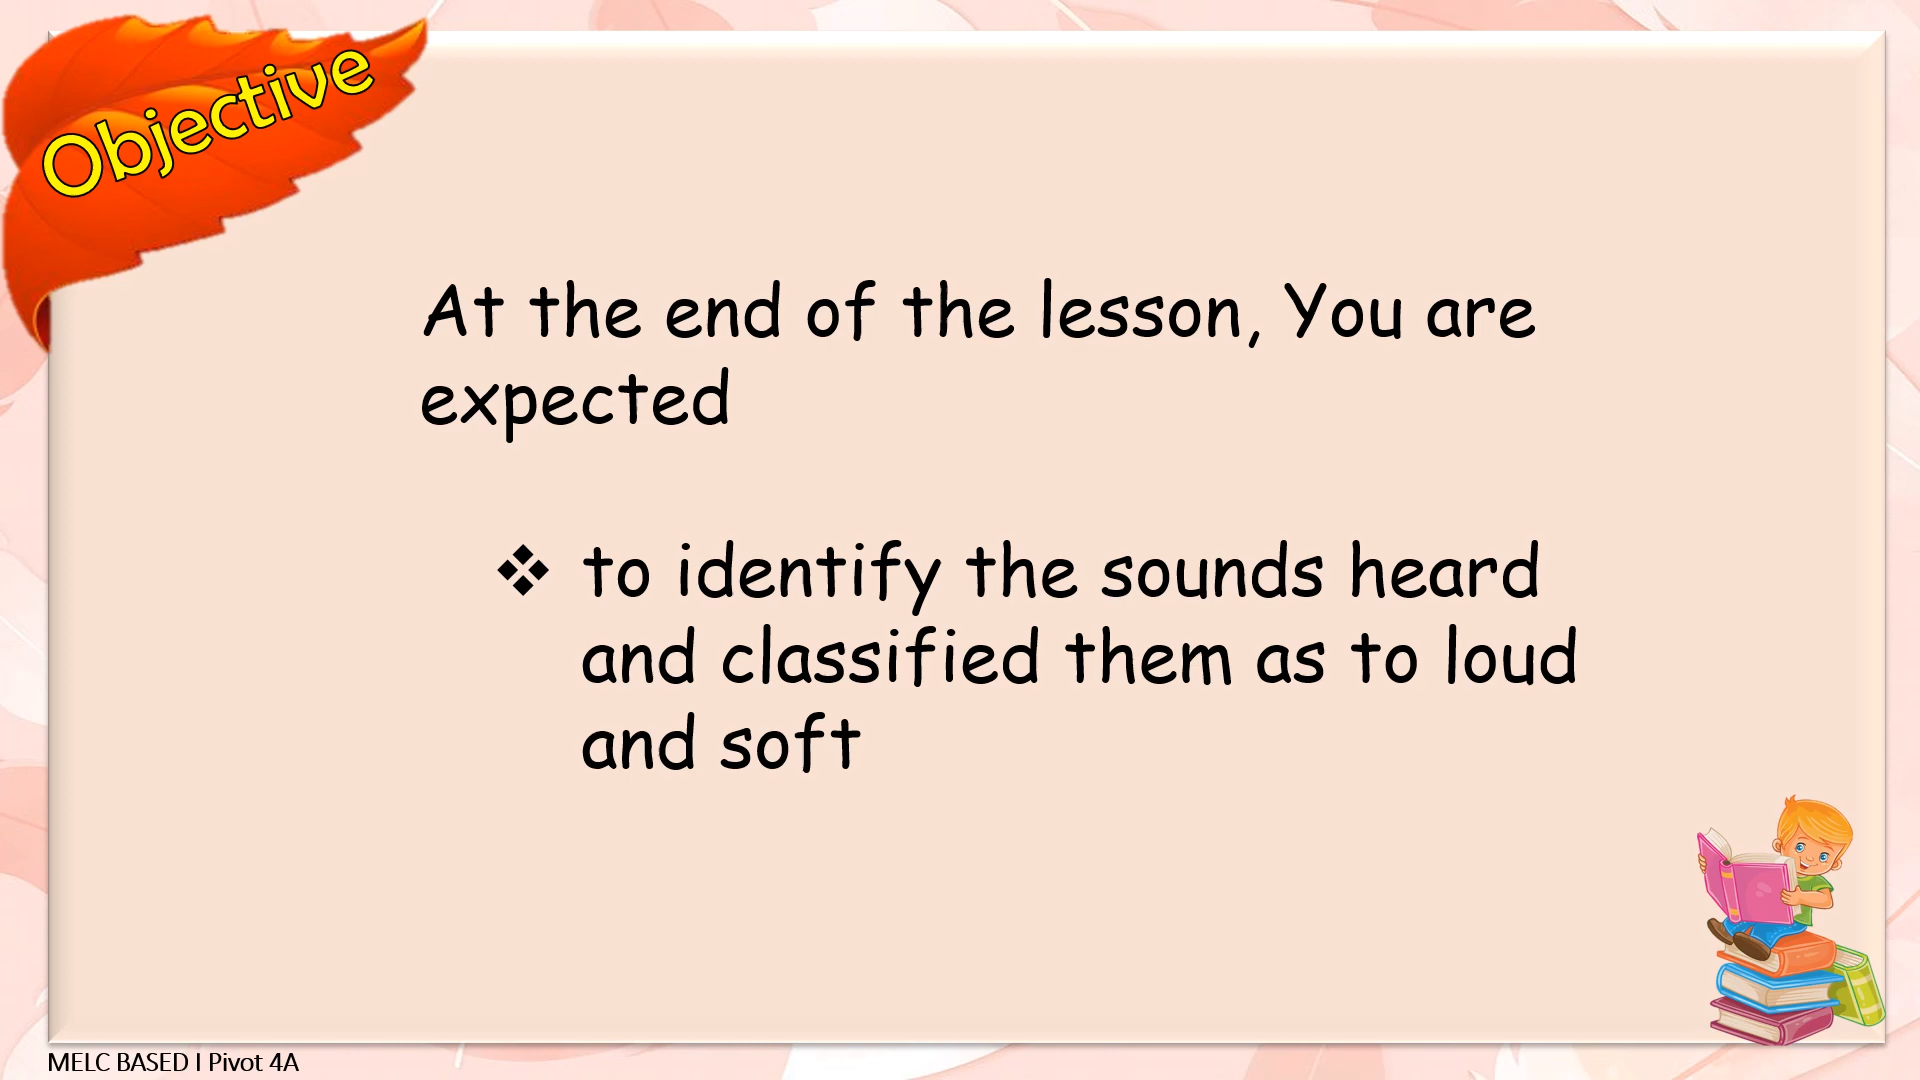 Objective
At the end of the lesson, You are
expected
❖ to identify the sounds heard
and classified them as to loud
and soft
MELC BASED I Pivot 4A